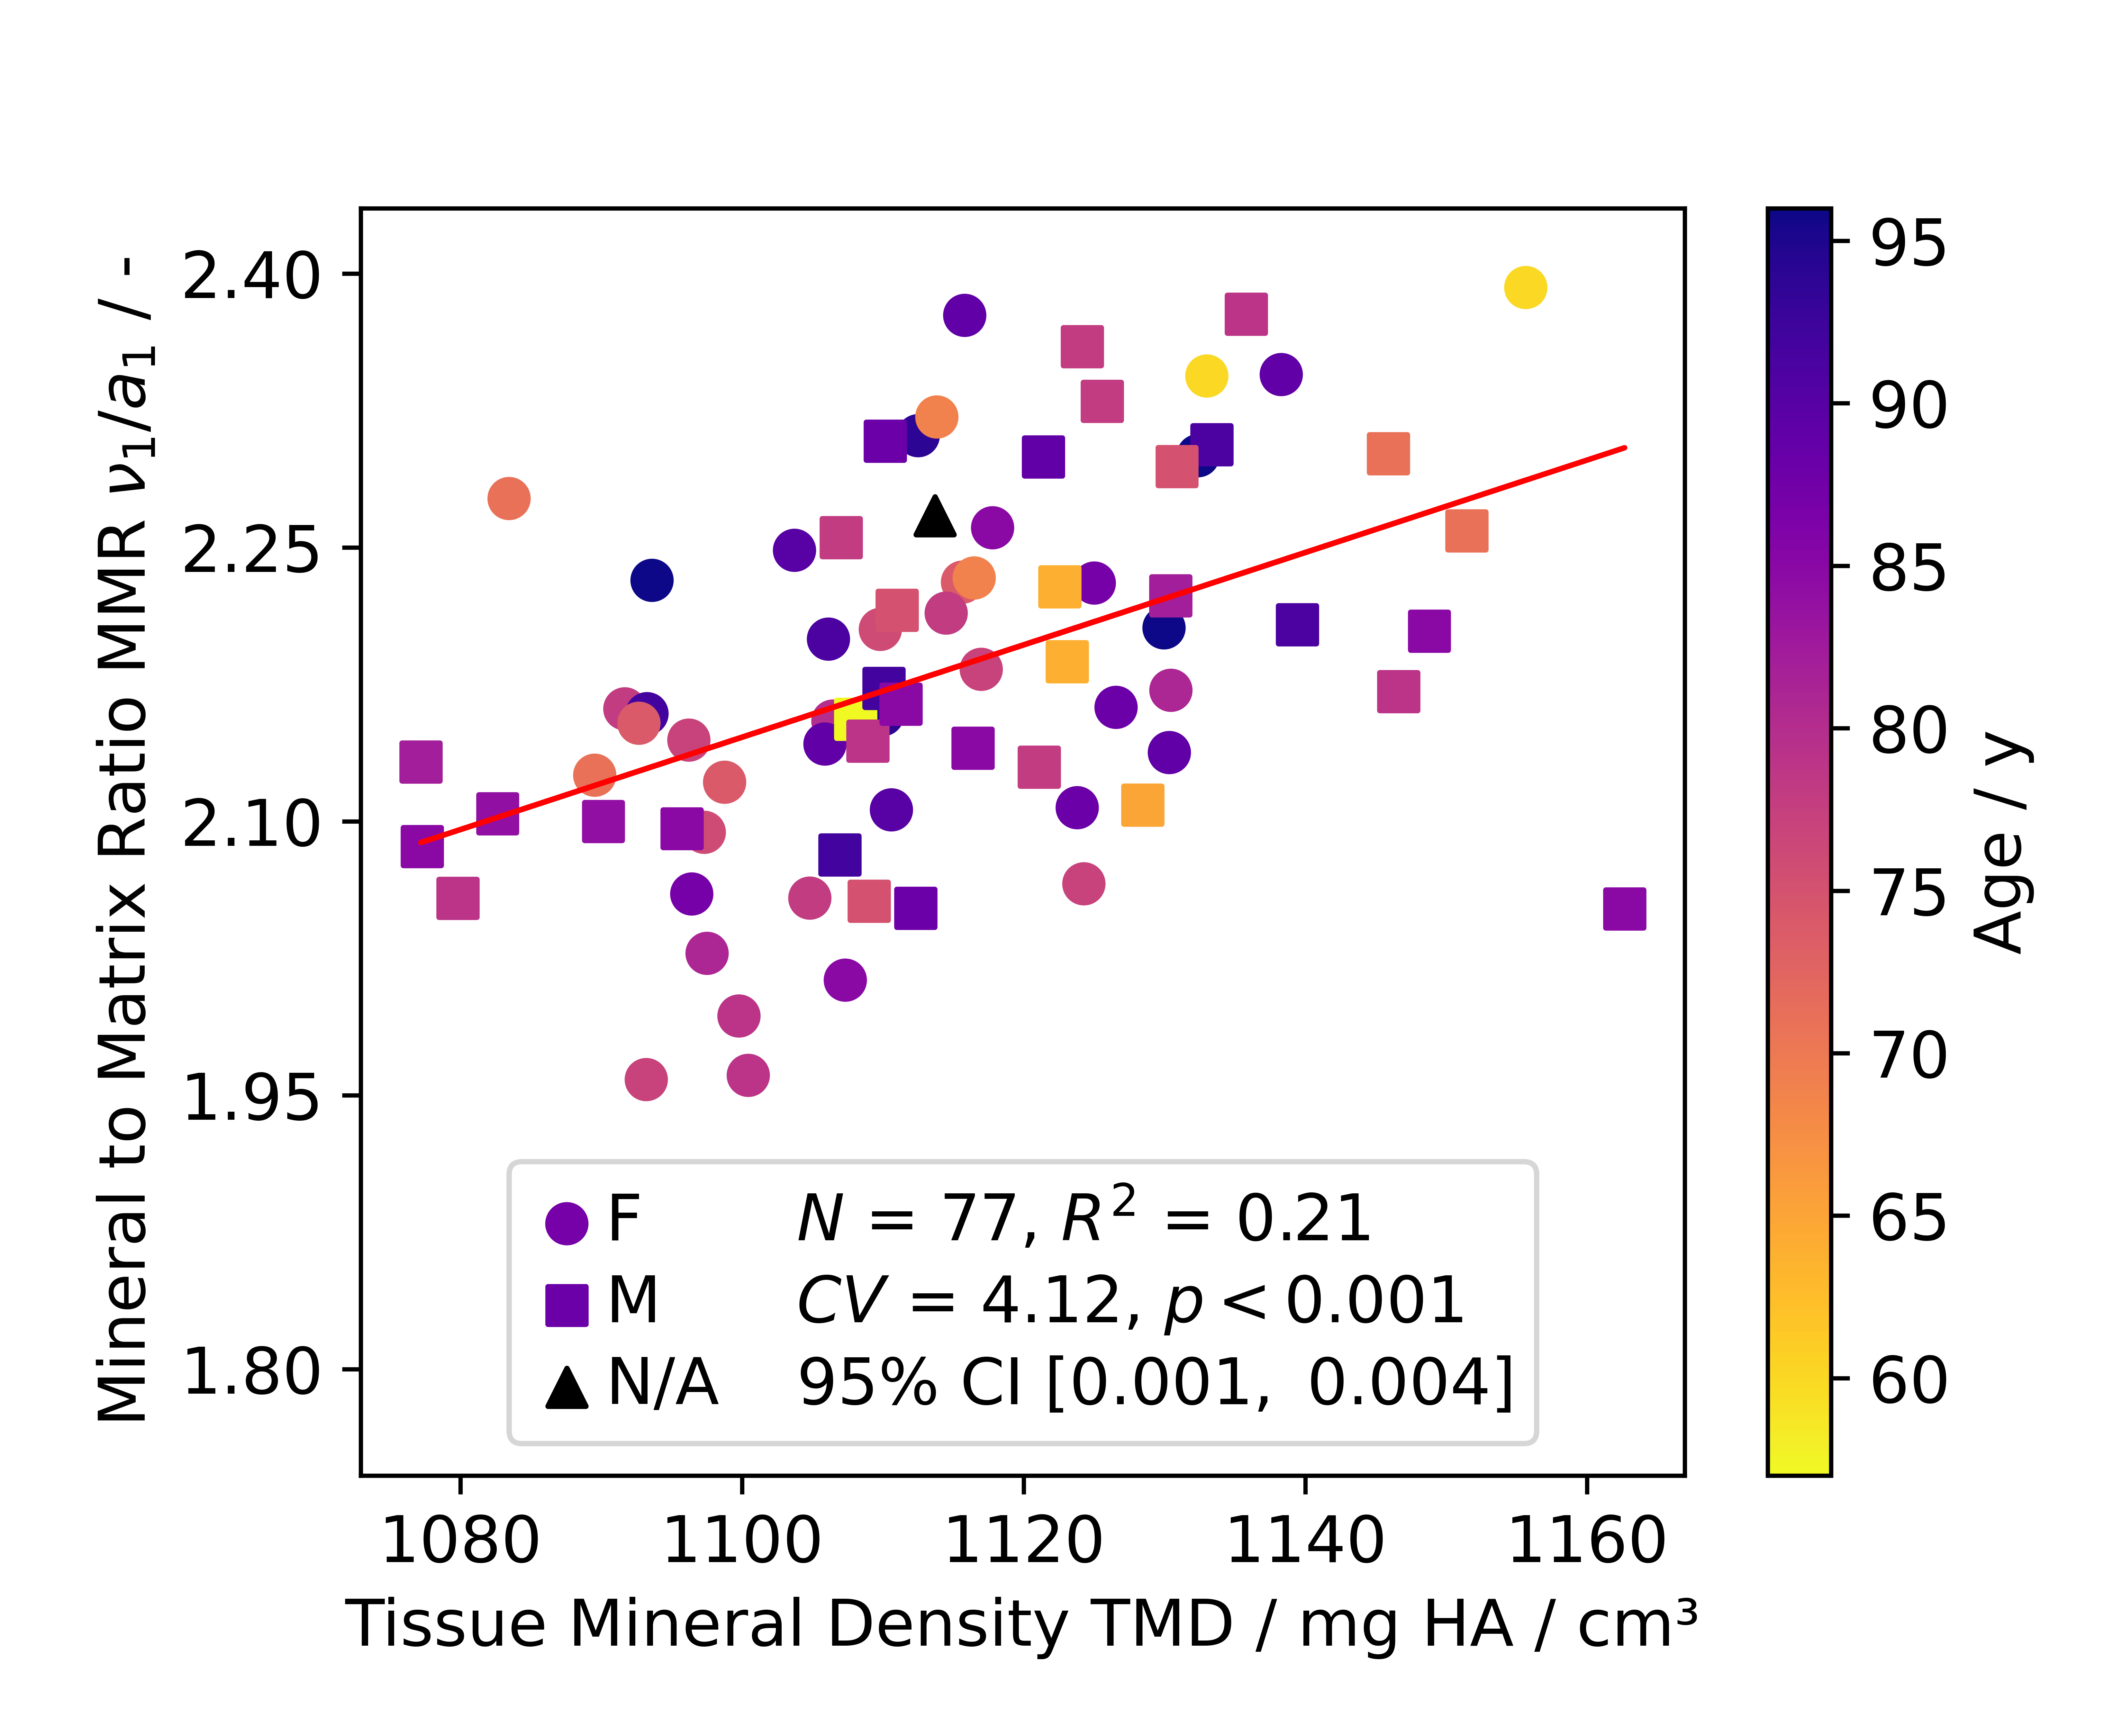 Mineral to Matrix Ratio MMR ν₁/a₁ / -
2.40
2.25
2.10
1.95
1.80
F N = 77, R² = 0.21
M CV = 4.12, p < 0.001
N/A 95% CI [0.001, 0.004]
1080 1100 1120 1140 1160
Tissue Mineral Density TMD / mg HA / cm³
95
90
85
80
75
70
65
60
Age / y